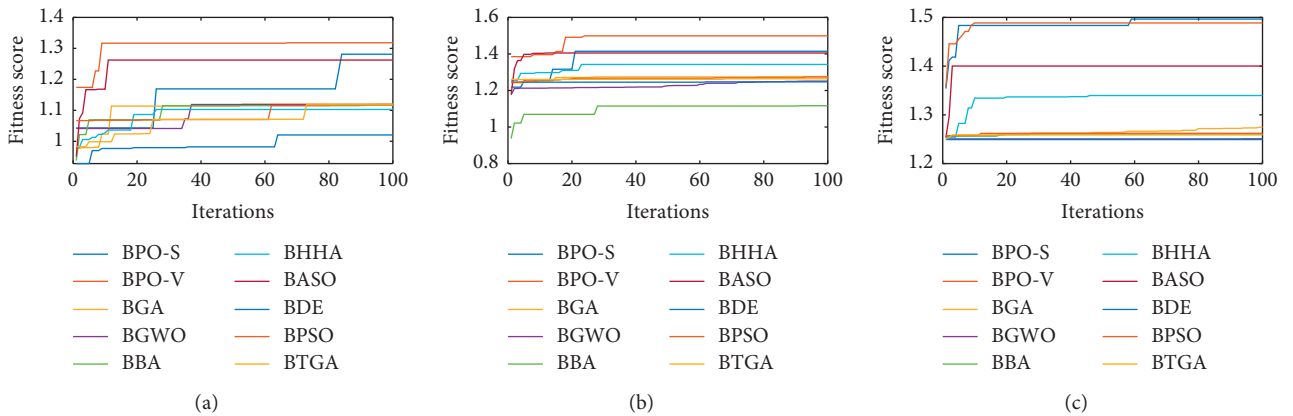 1.4
1.3
1.2
1.1
1
Fitness score
0 20 40 60 80 100
Iterations
BPO-S BHHA
BPO-V BASO
BGA BDE
BGWO BPSO
BBA BTGA
(a)
1.6
1.4
1.2
1
0.8
Fitness score
0 20 40 60 80 100
Iterations
BPO-S BHHA
BPO-V BASO
BGA BDE
BGWO BPSO
BBA BTGA
(b)
1.5
1.4
1.3
1.2
Fitness score
0 20 40 60 80 100
Iterations
BPO-S BHHA
BPO-V BASO
BGA BDE
BGWO BPSO
BBA BTGA
(c)